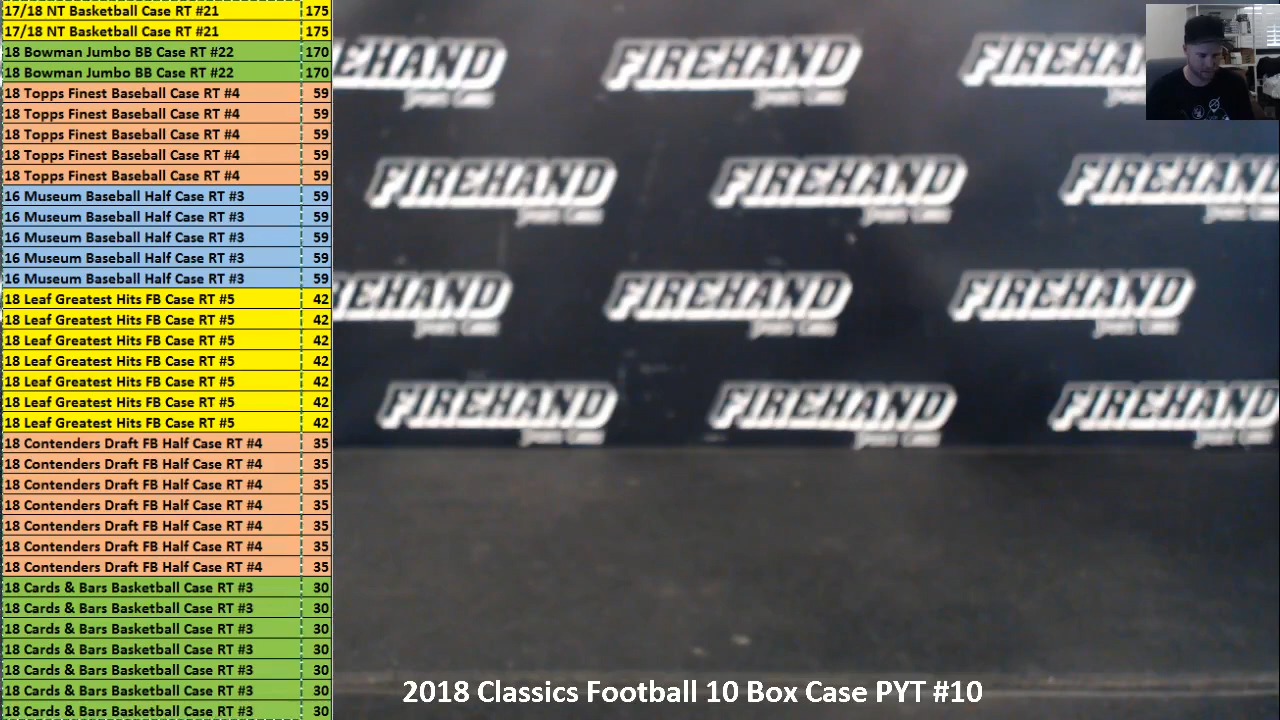 17/18 NT Basketball Case RT #21 175
17/18 NT Basketball Case RT #21 175
18 Bowman Jumbo BB Case RT #22 170
18 Bowman Jumbo BB Case RT #22 170
18 Topps Finest Baseball Case RT #4 59
18 Topps Finest Baseball Case RT #4 59
18 Topps Finest Baseball Case RT #4 59
18 Topps Finest Baseball Case RT #4 59
18 Topps Finest Baseball Case RT #4 59
16 Museum Baseball Half Case RT #3 59
16 Museum Baseball Half Case RT #3 59
16 Museum Baseball Half Case RT #3 59
16 Museum Baseball Half Case RT #3 59
16 Museum Baseball Half Case RT #3 59
18 Leaf Greatest Hits FB Case RT #5 42
18 Leaf Greatest Hits FB Case RT #5 42
18 Leaf Greatest Hits FB Case RT #5 42
18 Leaf Greatest Hits FB Case RT #5 42
18 Leaf Greatest Hits FB Case RT #5 42
18 Leaf Greatest Hits FB Case RT #5 42
18 Leaf Greatest Hits FB Case RT #5 42
18 Contenders Draft FB Half Case RT #4 35
18 Contenders Draft FB Half Case RT #4 35
18 Contenders Draft FB Half Case RT #4 35
18 Contenders Draft FB Half Case RT #4 35
18 Contenders Draft FB Half Case RT #4 35
18 Contenders Draft FB Half Case RT #4 35
18 Contenders Draft FB Half Case RT #4 35
18 Cards & Bars Basketball Case RT #3 30
18 Cards & Bars Basketball Case RT #3 30
18 Cards & Bars Basketball Case RT #3 30
18 Cards & Bars Basketball Case RT #3 30
18 Cards & Bars Basketball Case RT #3 30
18 Cards & Bars Basketball Case RT #3 30
18 Cards & Bars Basketball Case RT #3 30
FIREHAND FIREHAND FIREHAND
FIREHAND FIREHAND FIREHAND
FIREHAND FIREHAND FIREHAND
FIREHAND FIREHAND FIREHAND
2018 Classics Football 10 Box Case PYT #10